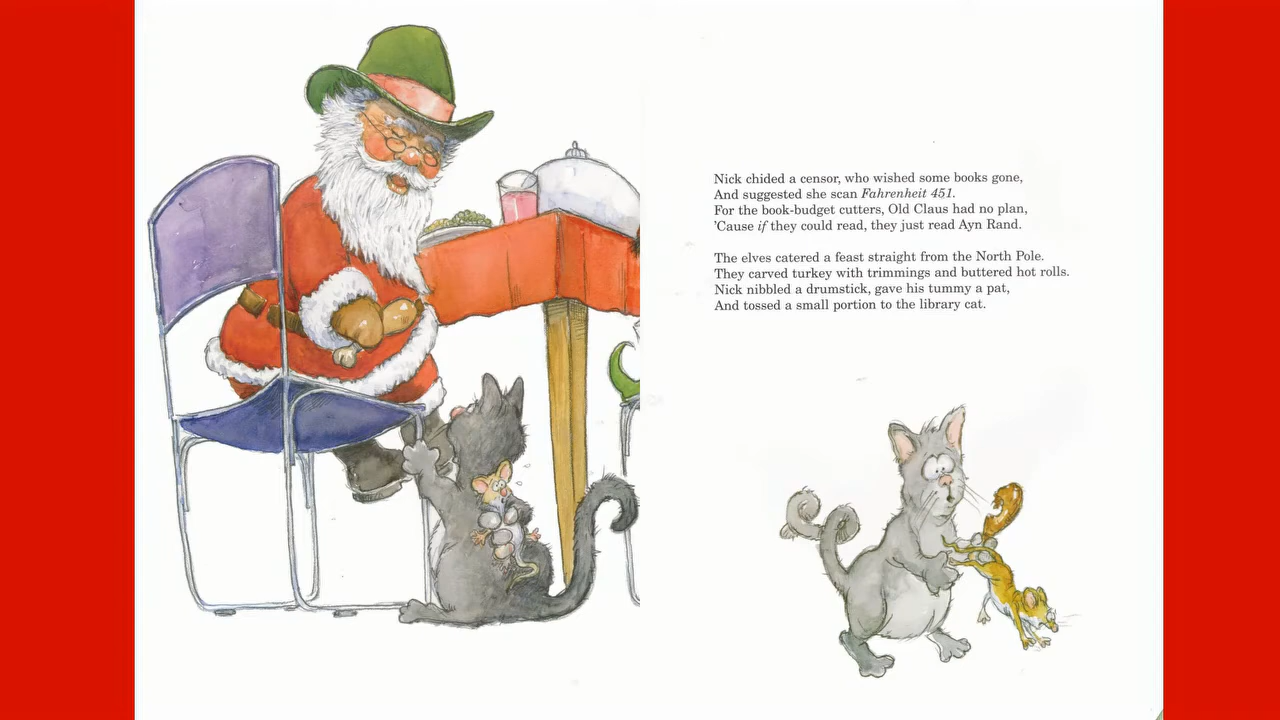 Nick chided a censor, who wished some books gone,
And suggested she scan Fahrenheit 451.
For the book-budget cutters, Old Claus had no plan,
’Cause if they could read, they just read Ayn Rand.
The elves catered a feast straight from the North Pole.
They carved turkey with trimmings and buttered hot rolls.
Nick nibbled a drumstick, gave his tummy a pat,
And tossed a small portion to the library cat.